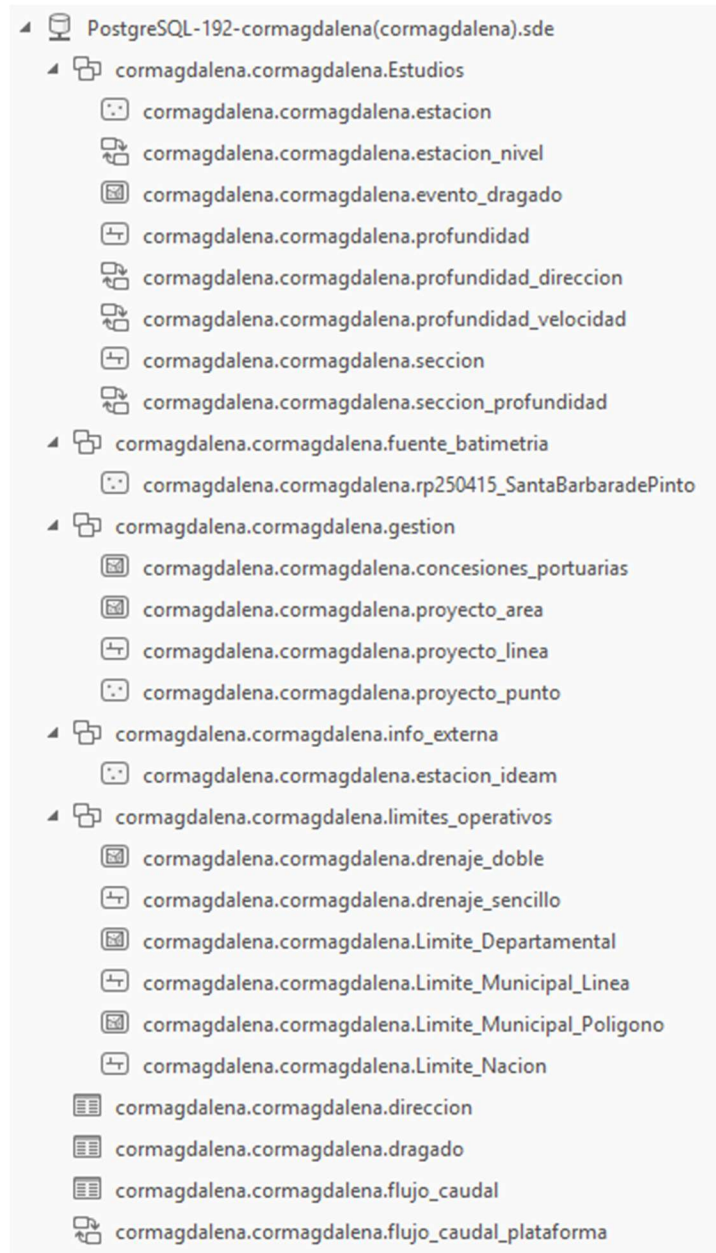 PostgreSQL-192-cormagdalena(cormagdalena).sde
cormagdalena.cormagdalena.Estudios
cormagdalena.cormagdalena.estacion
cormagdalena.cormagdalena.estacion_nivel
cormagdalena.cormagdalena.evento_dragado
cormagdalena.cormagdalena.profundidad
cormagdalena.cormagdalena.profundidad_direccion
cormagdalena.cormagdalena.profundidad_velocidad
cormagdalena.cormagdalena.seccion
cormagdalena.cormagdalena.seccion_profundidad
cormagdalena.cormagdalena.fuente_batimetria
cormagdalena.cormagdalena.rp250415_SantaBarbaradePinto
cormagdalena.cormagdalena.gestion
cormagdalena.cormagdalena.concesiones_portuarias
cormagdalena.cormagdalena.proyecto_area
cormagdalena.cormagdalena.proyecto_linea
cormagdalena.cormagdalena.proyecto_punto
cormagdalena.cormagdalena.info_externa
cormagdalena.cormagdalena.estacion_ideam
cormagdalena.cormagdalena.limites_operativos
cormagdalena.cormagdalena.drenaje_doble
cormagdalena.cormagdalena.drenaje_sencillo
cormagdalena.cormagdalena.Limite_Departamental
cormagdalena.cormagdalena.Limite_Municipal_Linea
cormagdalena.cormagdalena.Limite_Municipal_Poligono
cormagdalena.cormagdalena.Limite_Nacion
cormagdalena.cormagdalena.direccion
cormagdalena.cormagdalena.dragado
cormagdalena.cormagdalena.flujo_caudal
cormagdalena.cormagdalena.flujo_caudal_plataforma